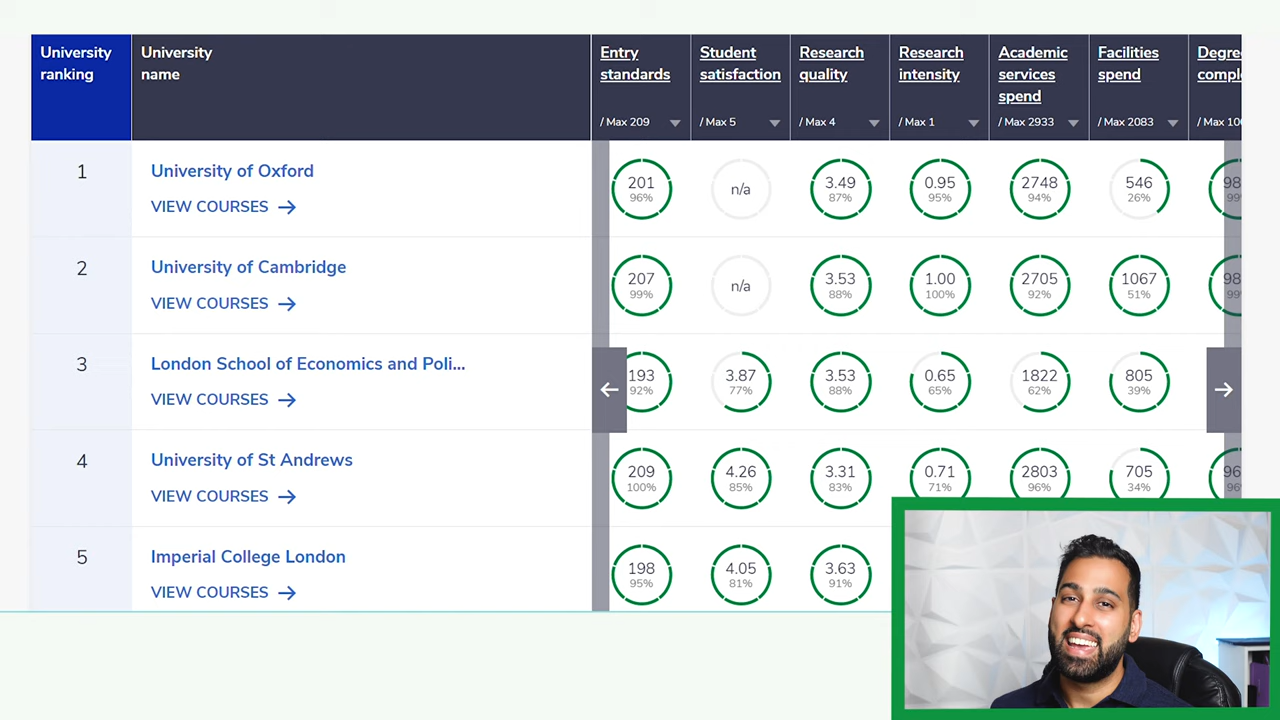 University ranking
University name
Entry standards
/ Max 209
Student satisfaction
/ Max 5
Research quality
/ Max 4
Research intensity
/ Max 1
Academic services spend
/ Max 2933
Facilities spend
/ Max 2083
1
University of Oxford
VIEW COURSES
201
96%
n/a
3.49
87%
0.95
95%
2748
94%
546
26%
2
University of Cambridge
VIEW COURSES
207
99%
n/a
3.53
88%
1.00
100%
2705
92%
1067
51%
3
London School of Economics and Poli...
VIEW COURSES
193
92%
3.87
77%
3.53
88%
0.65
65%
1822
62%
805
39%
4
University of St Andrews
VIEW COURSES
209
100%
4.26
85%
3.31
83%
0.71
71%
2803
96%
705
34%
5
Imperial College London
VIEW COURSES
198
95%
4.05
81%
3.63
91%